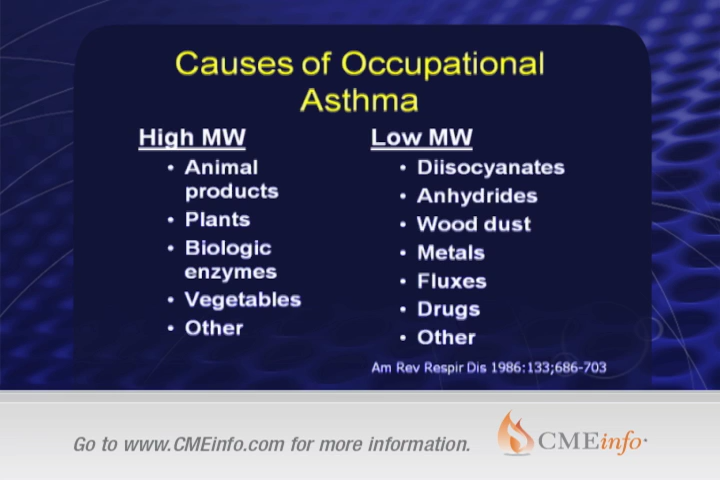 Causes of Occupational
Asthma
High MW
• Animal
products
• Plants
• Biologic
enzymes
• Vegetables
• Other
Low MW
• Diisocyanates
• Anhydrides
• Wood dust
• Metals
• Fluxes
• Drugs
• Other
Am Rev Respir Dis 1986:133;686-703
Go to www.CMEinfo.com for more information.
CMEinfo